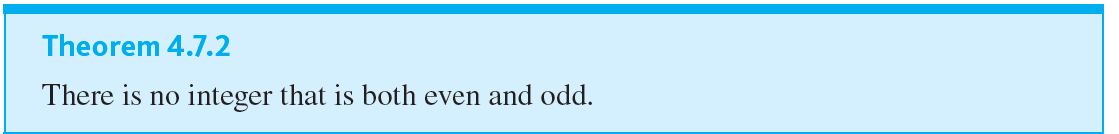 Theorem 4.7.2
There is no integer that is both even and odd.